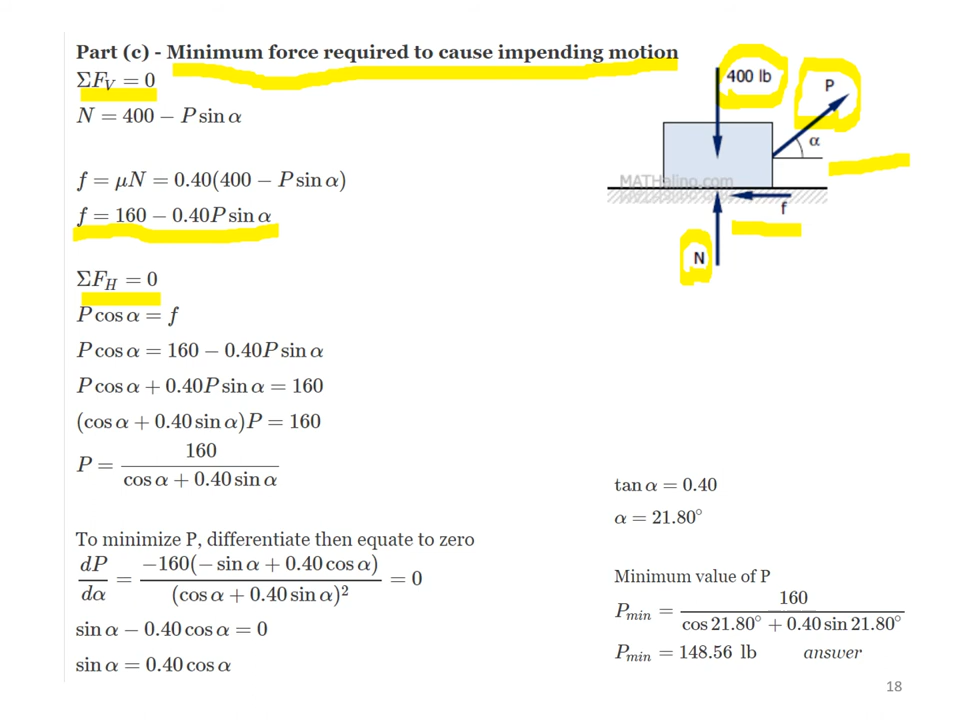 Part (c) - Minimum force required to cause impending motion
ΣF_V = 0
N = 400 − P sin α
f = μN = 0.40(400 − P sin α)
f = 160 − 0.40P sin α
ΣF_H = 0
P cos α = f
P cos α = 160 − 0.40P sin α
P cos α + 0.40P sin α = 160
(cos α + 0.40 sin α)P = 160
P = 160 / (cos α + 0.40 sin α)
To minimize P, differentiate then equate to zero
dP/dα = −160(−sin α + 0.40 cos α) / (cos α + 0.40 sin α)² = 0
sin α − 0.40 cos α = 0
sin α = 0.40 cos α
400 lb
P
α
MATHalino.com
f
N
tan α = 0.40
α = 21.80°
Minimum value of P
P_min = 160 / (cos 21.80° + 0.40 sin 21.80°)
P_min = 148.56 lb answer
18